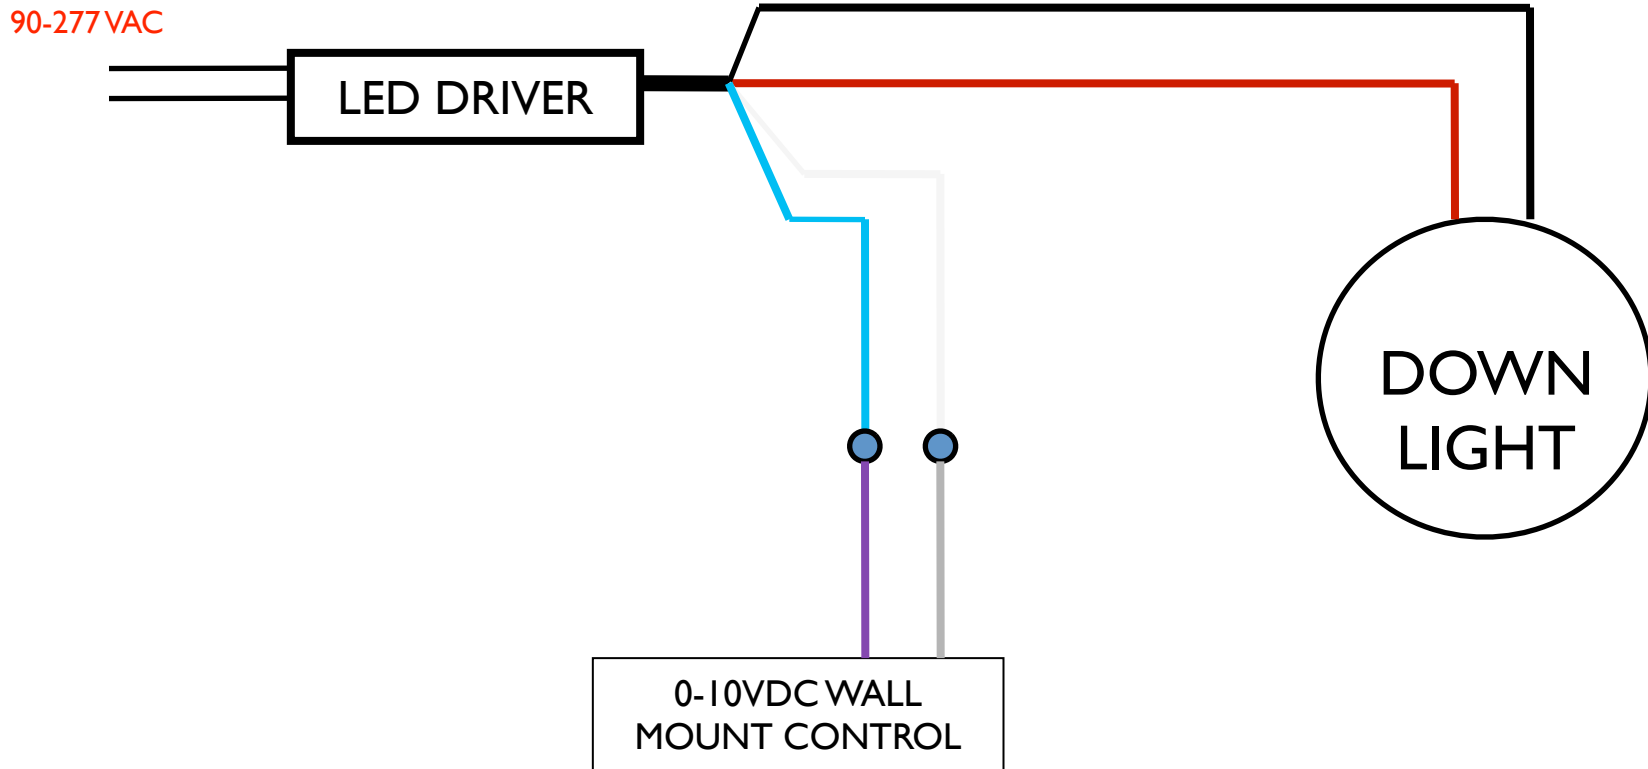 90-277 VAC
LED DRIVER
DOWN
LIGHT
0-10VDC WALL
MOUNT CONTROL